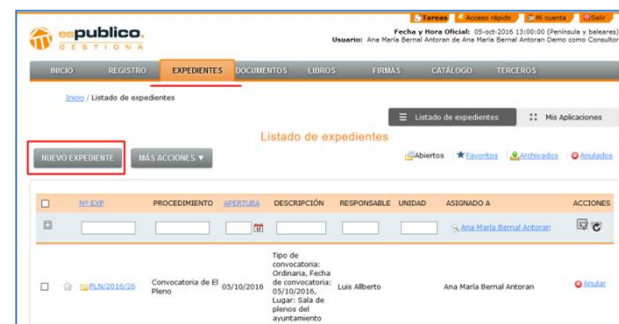 Tareas Acceso rápido Mi cuenta Salir
espublico.
GESTIONA
Fecha y Hora Oficial: 05-oct-2016 13:00:00 (Península y baleares)
Usuario: Ana María Bernal Antoran de Ana María Bernal Antoran Demo como Consultor
INICIO REGISTRO EXPEDIENTES DOCUMENTOS LIBROS FIRMAS CATÁLOGO TERCEROS
Inicio / Listado de expedientes
Listado de expedientes Mis Aplicaciones
Listado de expedientes
NUEVO EXPEDIENTE MÁS ACCIONES ▼ Abiertos Favoritos Archivados Anulados
Nº EXP PROCEDIMIENTO APERTURA DESCRIPCIÓN RESPONSABLE UNIDAD ASIGNADO A ACCIONES
Ana María Bernal Antoran
Tipo de
convocatoria:
Ordinaria, Fecha
de convocatoria:
05/10/2016,
Lugar: Sala de
plenos del
ayuntamiento
PLN/2016/26 Convocatoria de El
Pleno
05/10/2016 Luis Allberto Ana María Bernal Antoran Anular